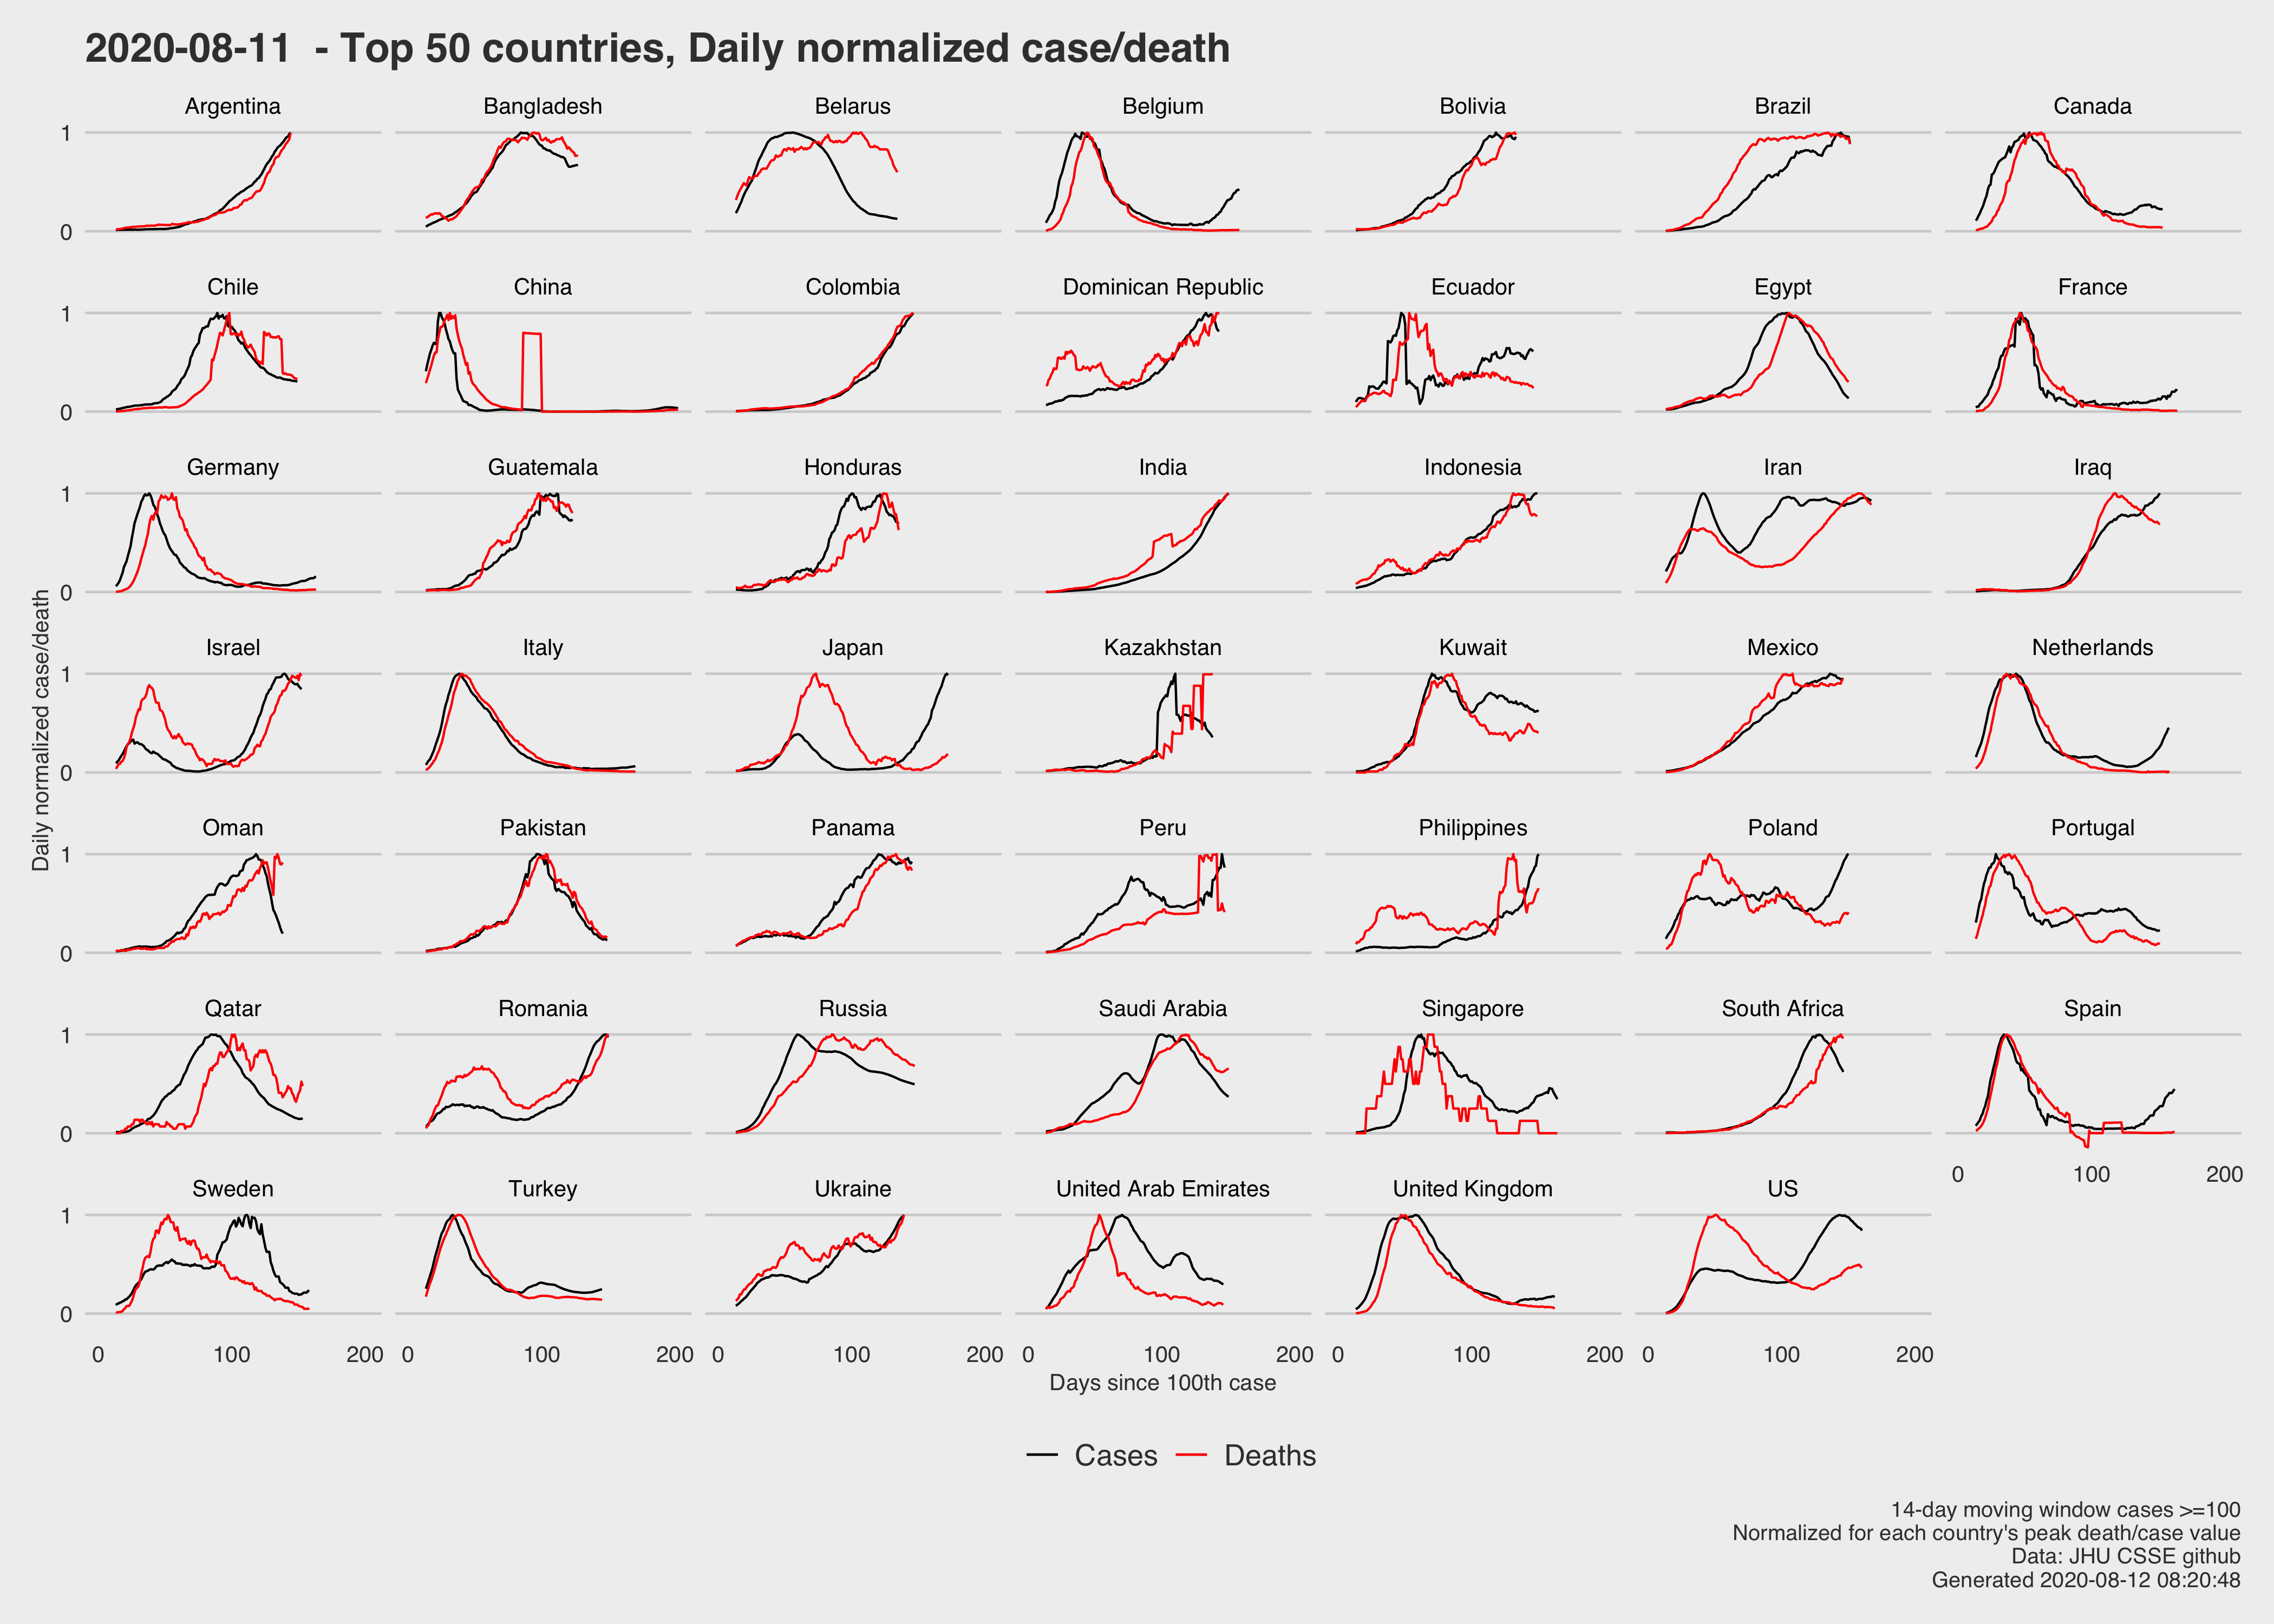 2020-08-11  - Top 50 countries, Daily normalized case/death
Argentina Bangladesh Belarus Belgium Bolivia Brazil Canada
1
0
Chile China Colombia Dominican Republic Ecuador Egypt France
1
0
Germany Guatemala Honduras India Indonesia Iran Iraq
1
0
Daily normalized case/death
Israel Italy Japan Kazakhstan Kuwait Mexico Netherlands
1
0
Oman Pakistan Panama Peru Philippines Poland Portugal
1
0
Qatar Romania Russia Saudi Arabia Singapore South Africa Spain
1
0
0 100 200
Sweden Turkey Ukraine United Arab Emirates United Kingdom US
1
0
0 100 200 0 100 200 0 100 200 0 100 200 0 100 200 0 100 200
Days since 100th case
Cases Deaths
14-day moving window cases >=100
Normalized for each country's peak death/case value
Data: JHU CSSE github
Generated 2020-08-12 08:20:48